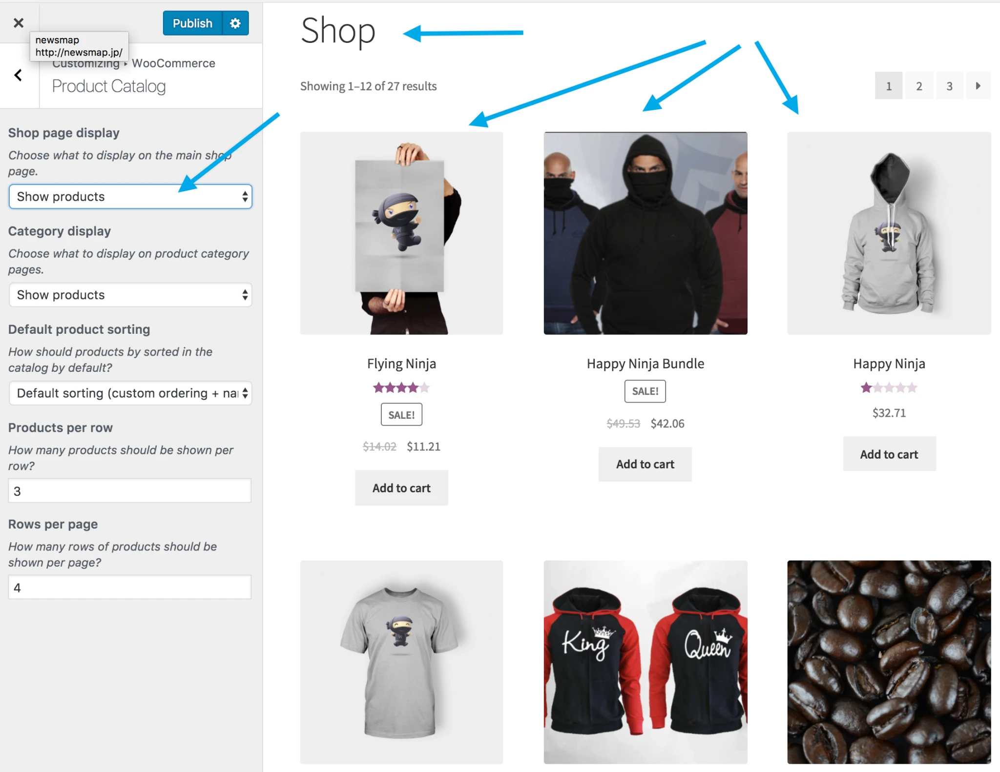 Publish
newsmap
http://newsmap.jp/
Customizing ▸ WooCommerce
Product Catalog
Shop page display
Choose what to display on the main shop
page.
Show products
Category display
Choose what to display on product category
pages.
Show products
Default product sorting
How should products by sorted in the
catalog by default?
Default sorting (custom ordering + nar
Products per row
How many products should be shown per
row?
3
Rows per page
How many rows of products should be
shown per page?
4
Shop
Showing 1–12 of 27 results
1 2 3
Flying Ninja
SALE!
$14.02 $11.21
Add to cart
Happy Ninja Bundle
SALE!
$49.53 $42.06
Add to cart
Happy Ninja
$32.71
Add to cart
W
W
King
Queen